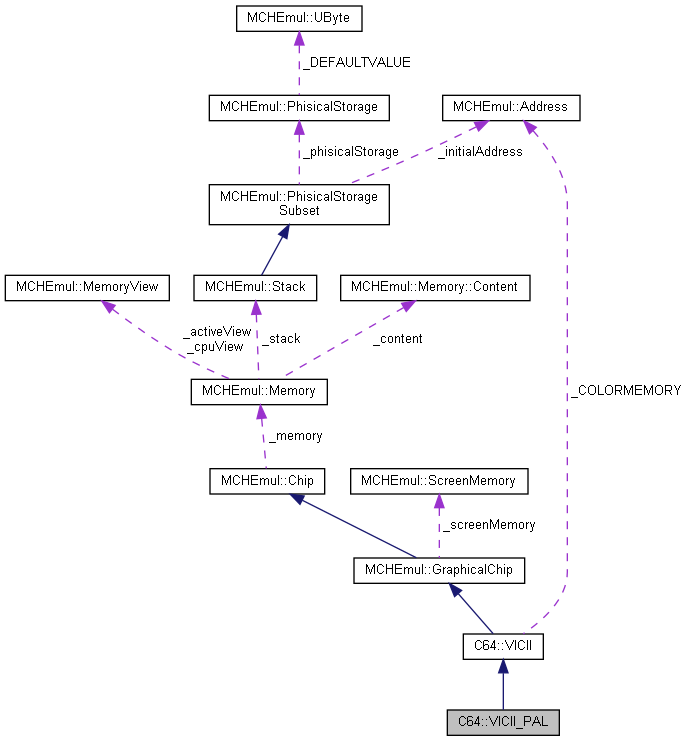 MCHEmul::UByte
_DEFAULTVALUE
MCHEmul::PhisicalStorage
MCHEmul::Address
_phisicalStorage
_initialAddress
MCHEmul::PhisicalStorage
Subset
MCHEmul::MemoryView
MCHEmul::Stack
MCHEmul::Memory::Content
_activeView
_cpuView
_stack
_content
MCHEmul::Memory
_COLORMEMORY
_memory
MCHEmul::Chip
MCHEmul::ScreenMemory
_screenMemory
MCHEmul::GraphicalChip
C64::VICII
C64::VICII_PAL